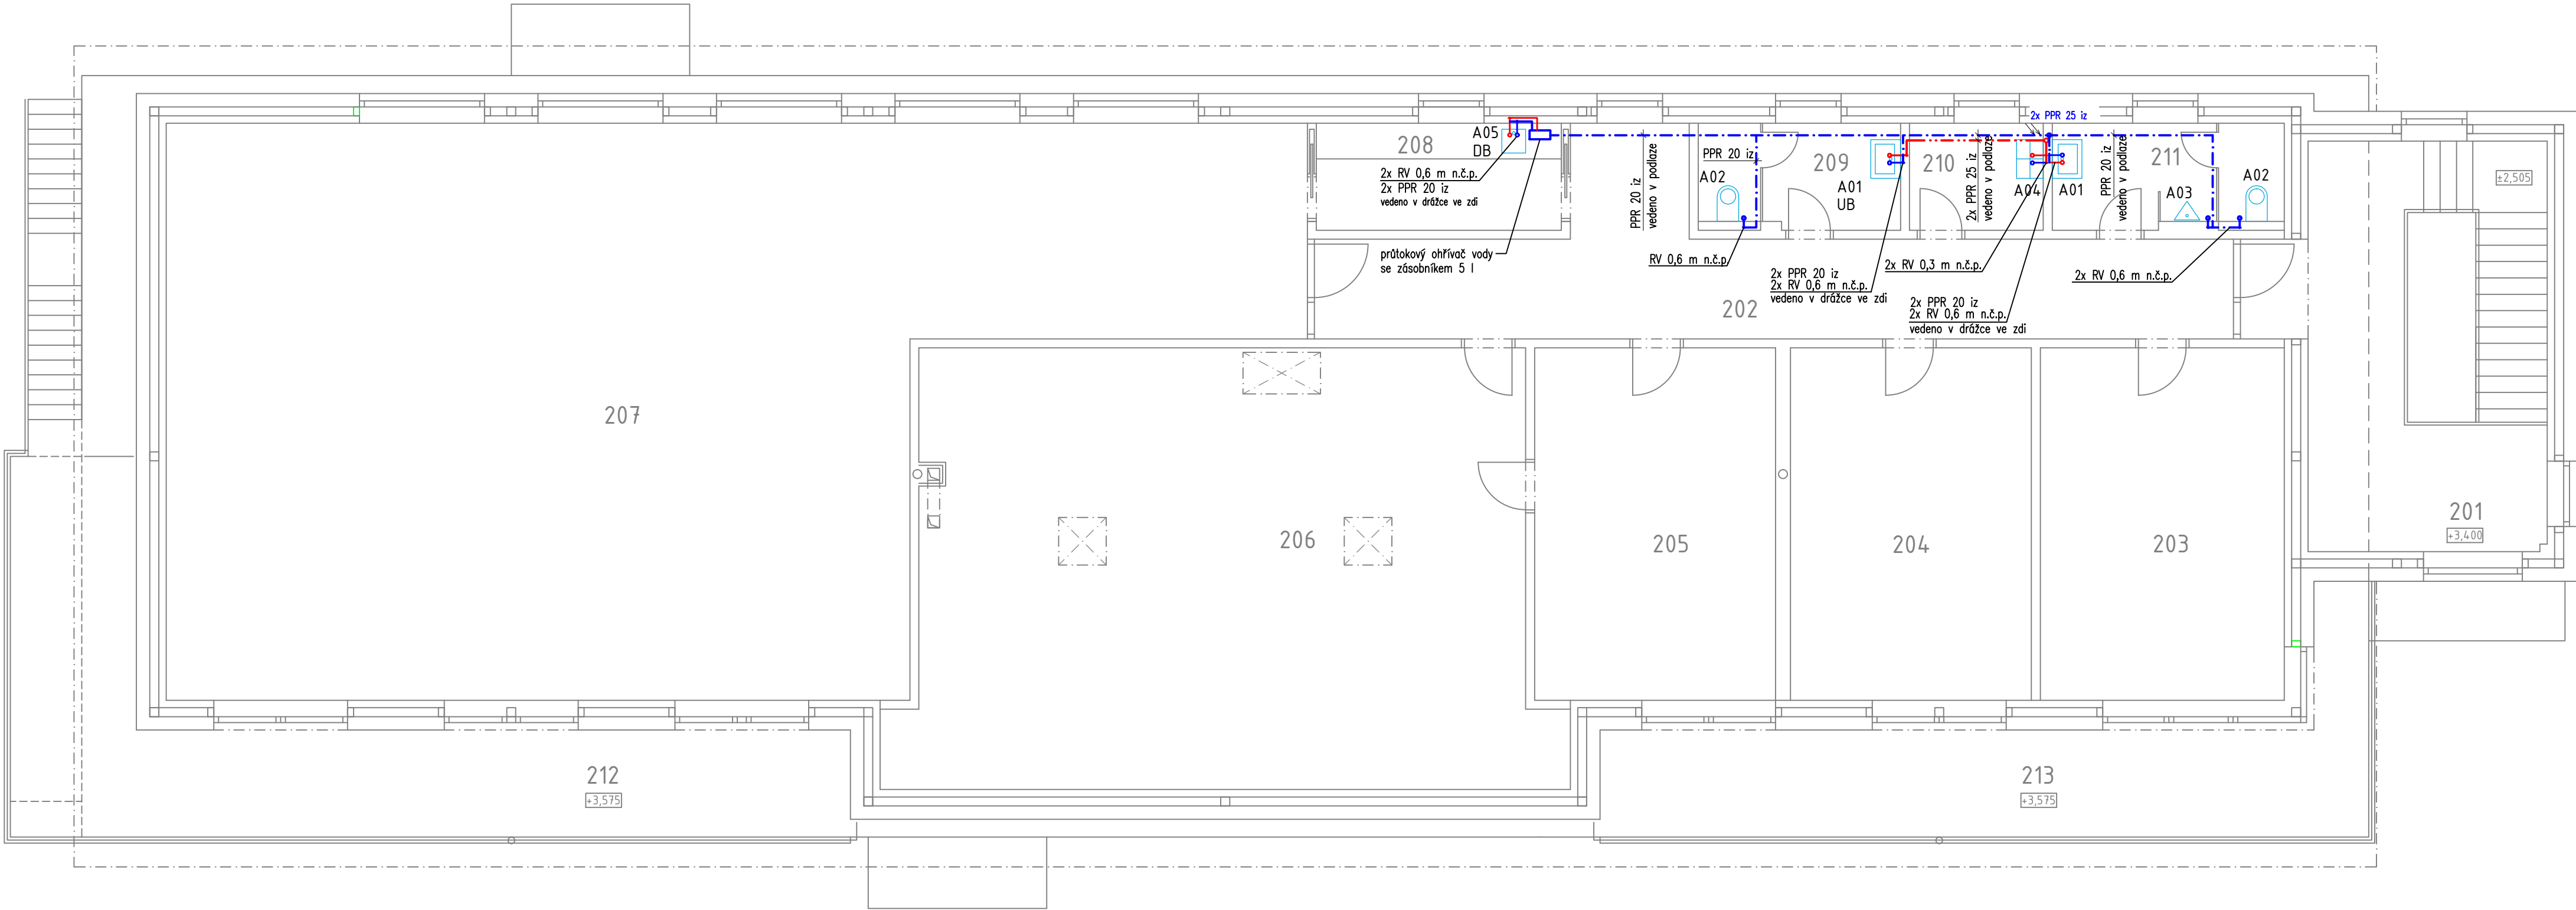 2x PPR 25 iz
A05
DB
208
2x RV 0,6 m n.č.p.
2x PPR 20 iz
vedeno v drážce ve zdi
průtokový ohřívač vody
se zásobníkem 5 l
PPR 20 iz
vedeno v podlaze
PPR 20 iz
A02
RV 0,6 m n.č.p.
209
A01
UB
2x PPR 20 iz
2x RV 0,6 m n.č.p.
vedeno v drážce ve zdi
210
2x PPR 25 iz
vedeno v podlaze
A04
2x RV 0,3 m n.č.p.
A01
2x PPR 20 iz
2x RV 0,6 m n.č.p.
vedeno v drážce ve zdi
PPR 20 iz
vedeno v podlaze
211
A03
A02
2x RV 0,6 m n.č.p.
±2,505
202
207
206
205
204
203
201
+3,400
212
+3,575
213
+3,575